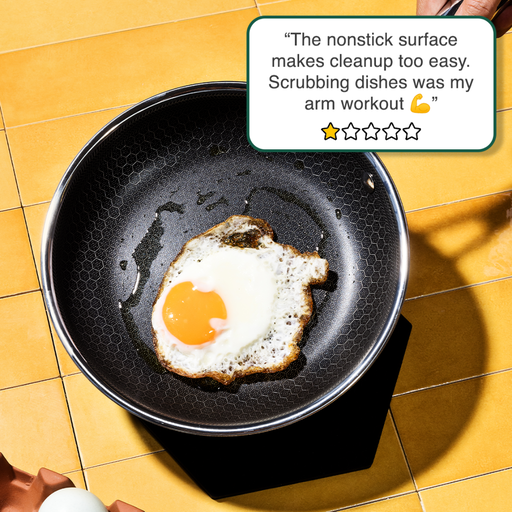 “The nonstick surface
makes cleanup too easy.
Scrubbing dishes was my
arm workout 💪”